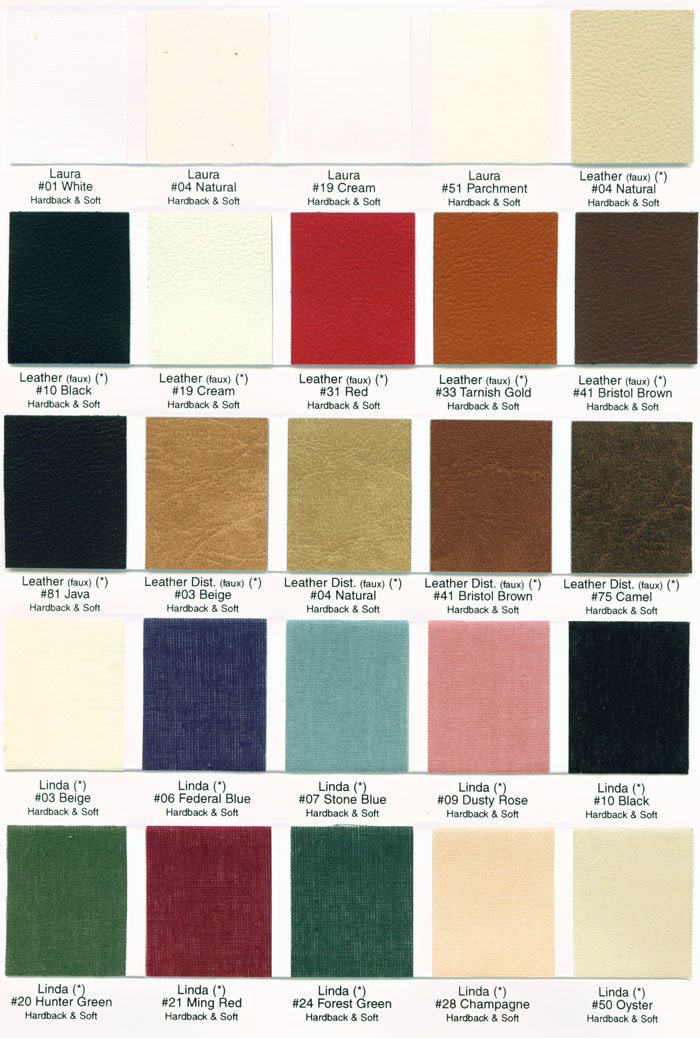 Laura
#01 White
Hardback & Soft
Laura
#04 Natural
Hardback & Soft
Laura
#19 Cream
Hardback & Soft
Laura
#51 Parchment
Hardback & Soft
Leather (faux) (*)
#04 Natural
Hardback & Soft
Leather (faux) (*)
#10 Black
Hardback & Soft
Leather (faux) (*)
#19 Cream
Hardback & Soft
Leather (faux) (*)
#31 Red
Hardback & Soft
Leather (faux) (*)
#33 Tarnish Gold
Hardback & Soft
Leather (faux) (*)
#41 Bristol Brown
Hardback & Soft
Leather (faux) (*)
#81 Java
Hardback & Soft
Leather Dist. (faux) (*)
#03 Beige
Hardback & Soft
Leather Dist. (faux) (*)
#04 Natural
Hardback & Soft
Leather Dist. (faux) (*)
#41 Bristol Brown
Hardback & Soft
Leather Dist. (faux) (*)
#75 Camel
Hardback & Soft
Linda (*)
#03 Beige
Hardback & Soft
Linda (*)
#06 Federal Blue
Hardback & Soft
Linda (*)
#07 Stone Blue
Hardback & Soft
Linda (*)
#09 Dusty Rose
Hardback & Soft
Linda (*)
#10 Black
Hardback & Soft
Linda (*)
#20 Hunter Green
Hardback & Soft
Linda (*)
#21 Ming Red
Hardback & Soft
Linda (*)
#24 Forest Green
Hardback & Soft
Linda (*)
#28 Champagne
Hardback & Soft
Linda (*)
#50 Oyster
Hardback & Soft